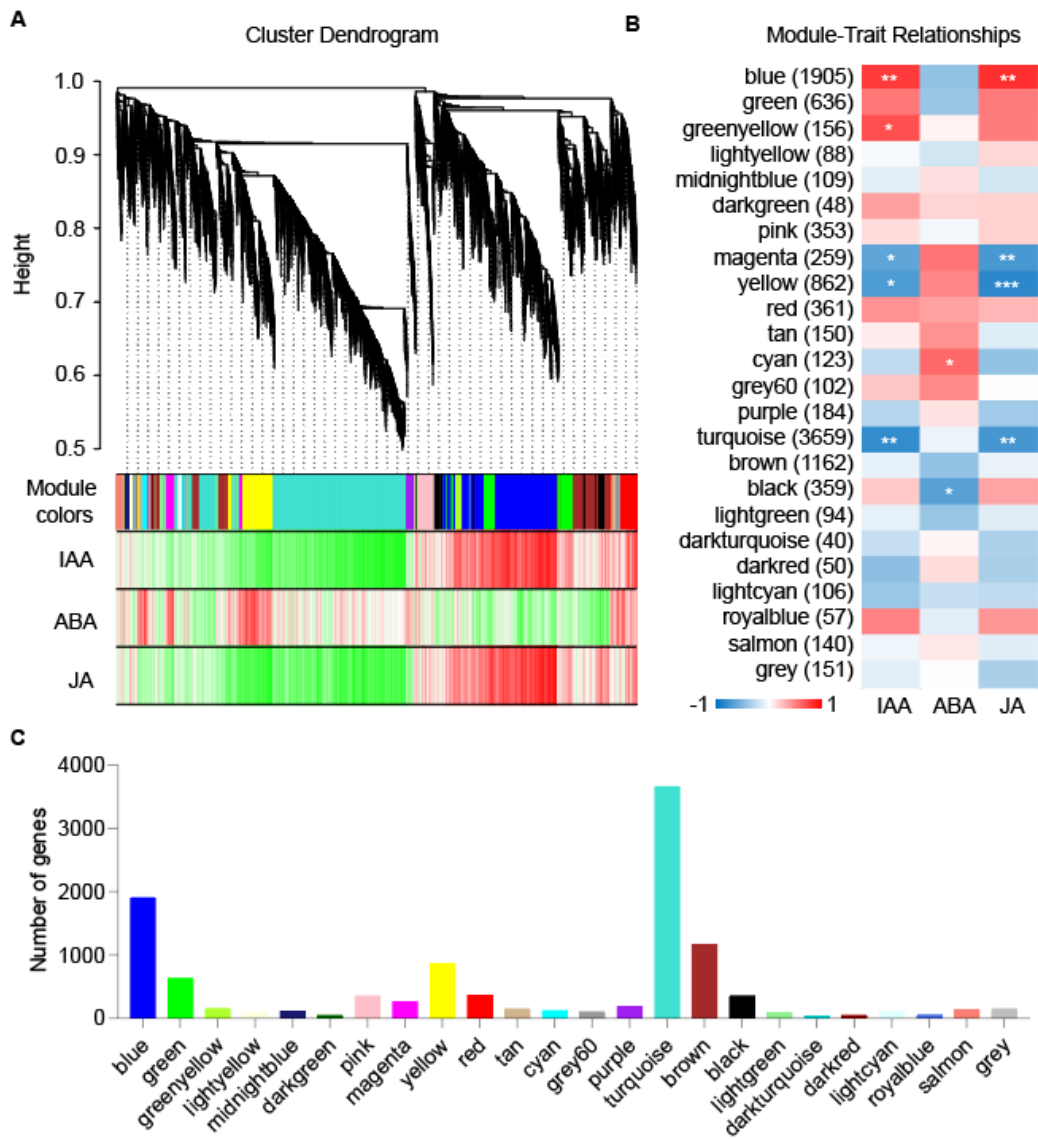 A
Cluster Dendrogram
Height
1.0
0.9
0.8
0.7
0.6
0.5
Module
colors
IAA
ABA
JA
B
Module-Trait Relationships
blue (1905) ** **
green (636)
greenyellow (156) *
lightyellow (88)
midnightblue (109)
darkgreen (48)
pink (353)
magenta (259) * **
yellow (862) * ***
red (361)
tan (150)
cyan (123) *
grey60 (102)
purple (184)
turquoise (3659) ** **
brown (1162)
black (359) *
lightgreen (94)
darkturquoise (40)
darkred (50)
lightcyan (106)
royalblue (57)
salmon (140)
grey (151)
-1 1 IAA ABA JA
C
Number of genes
4000
3000
2000
1000
0
blue
green
greenyellow
lightyellow
midnightblue
darkgreen
pink
magenta
yellow
red
tan
cyan
grey60
purple
turquoise
brown
black
lightgreen
darkturquoise
darkred
lightcyan
royalblue
salmon
grey